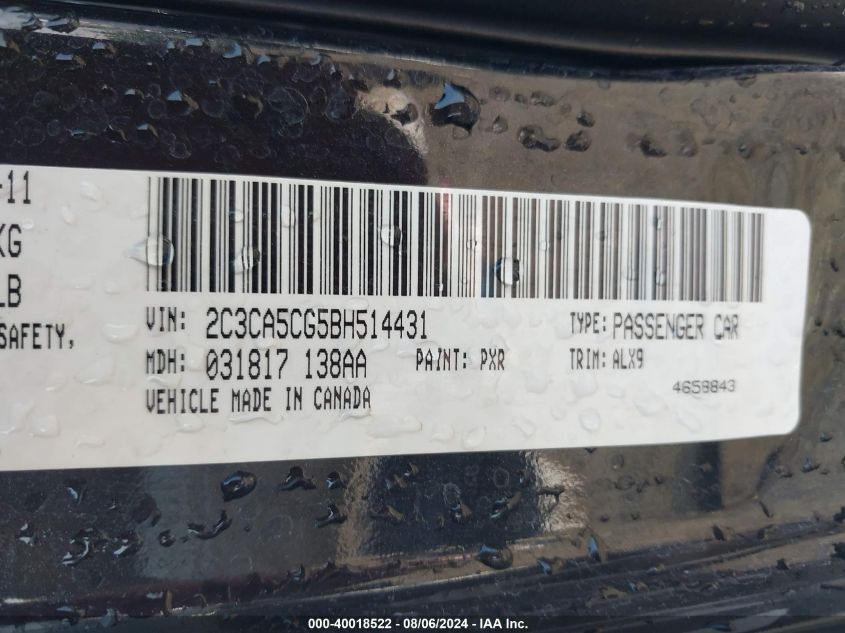 -11
KG
LB
SAFETY,
VIN: 2C3CA5CG5BH514431 TYPE: PASSENGER CAR
MDH: 031817 138AA PAINT: PXR TRIM: ALX9
VEHICLE MADE IN CANADA 4658843
000-40018522 - 08/06/2024 - IAA Inc.